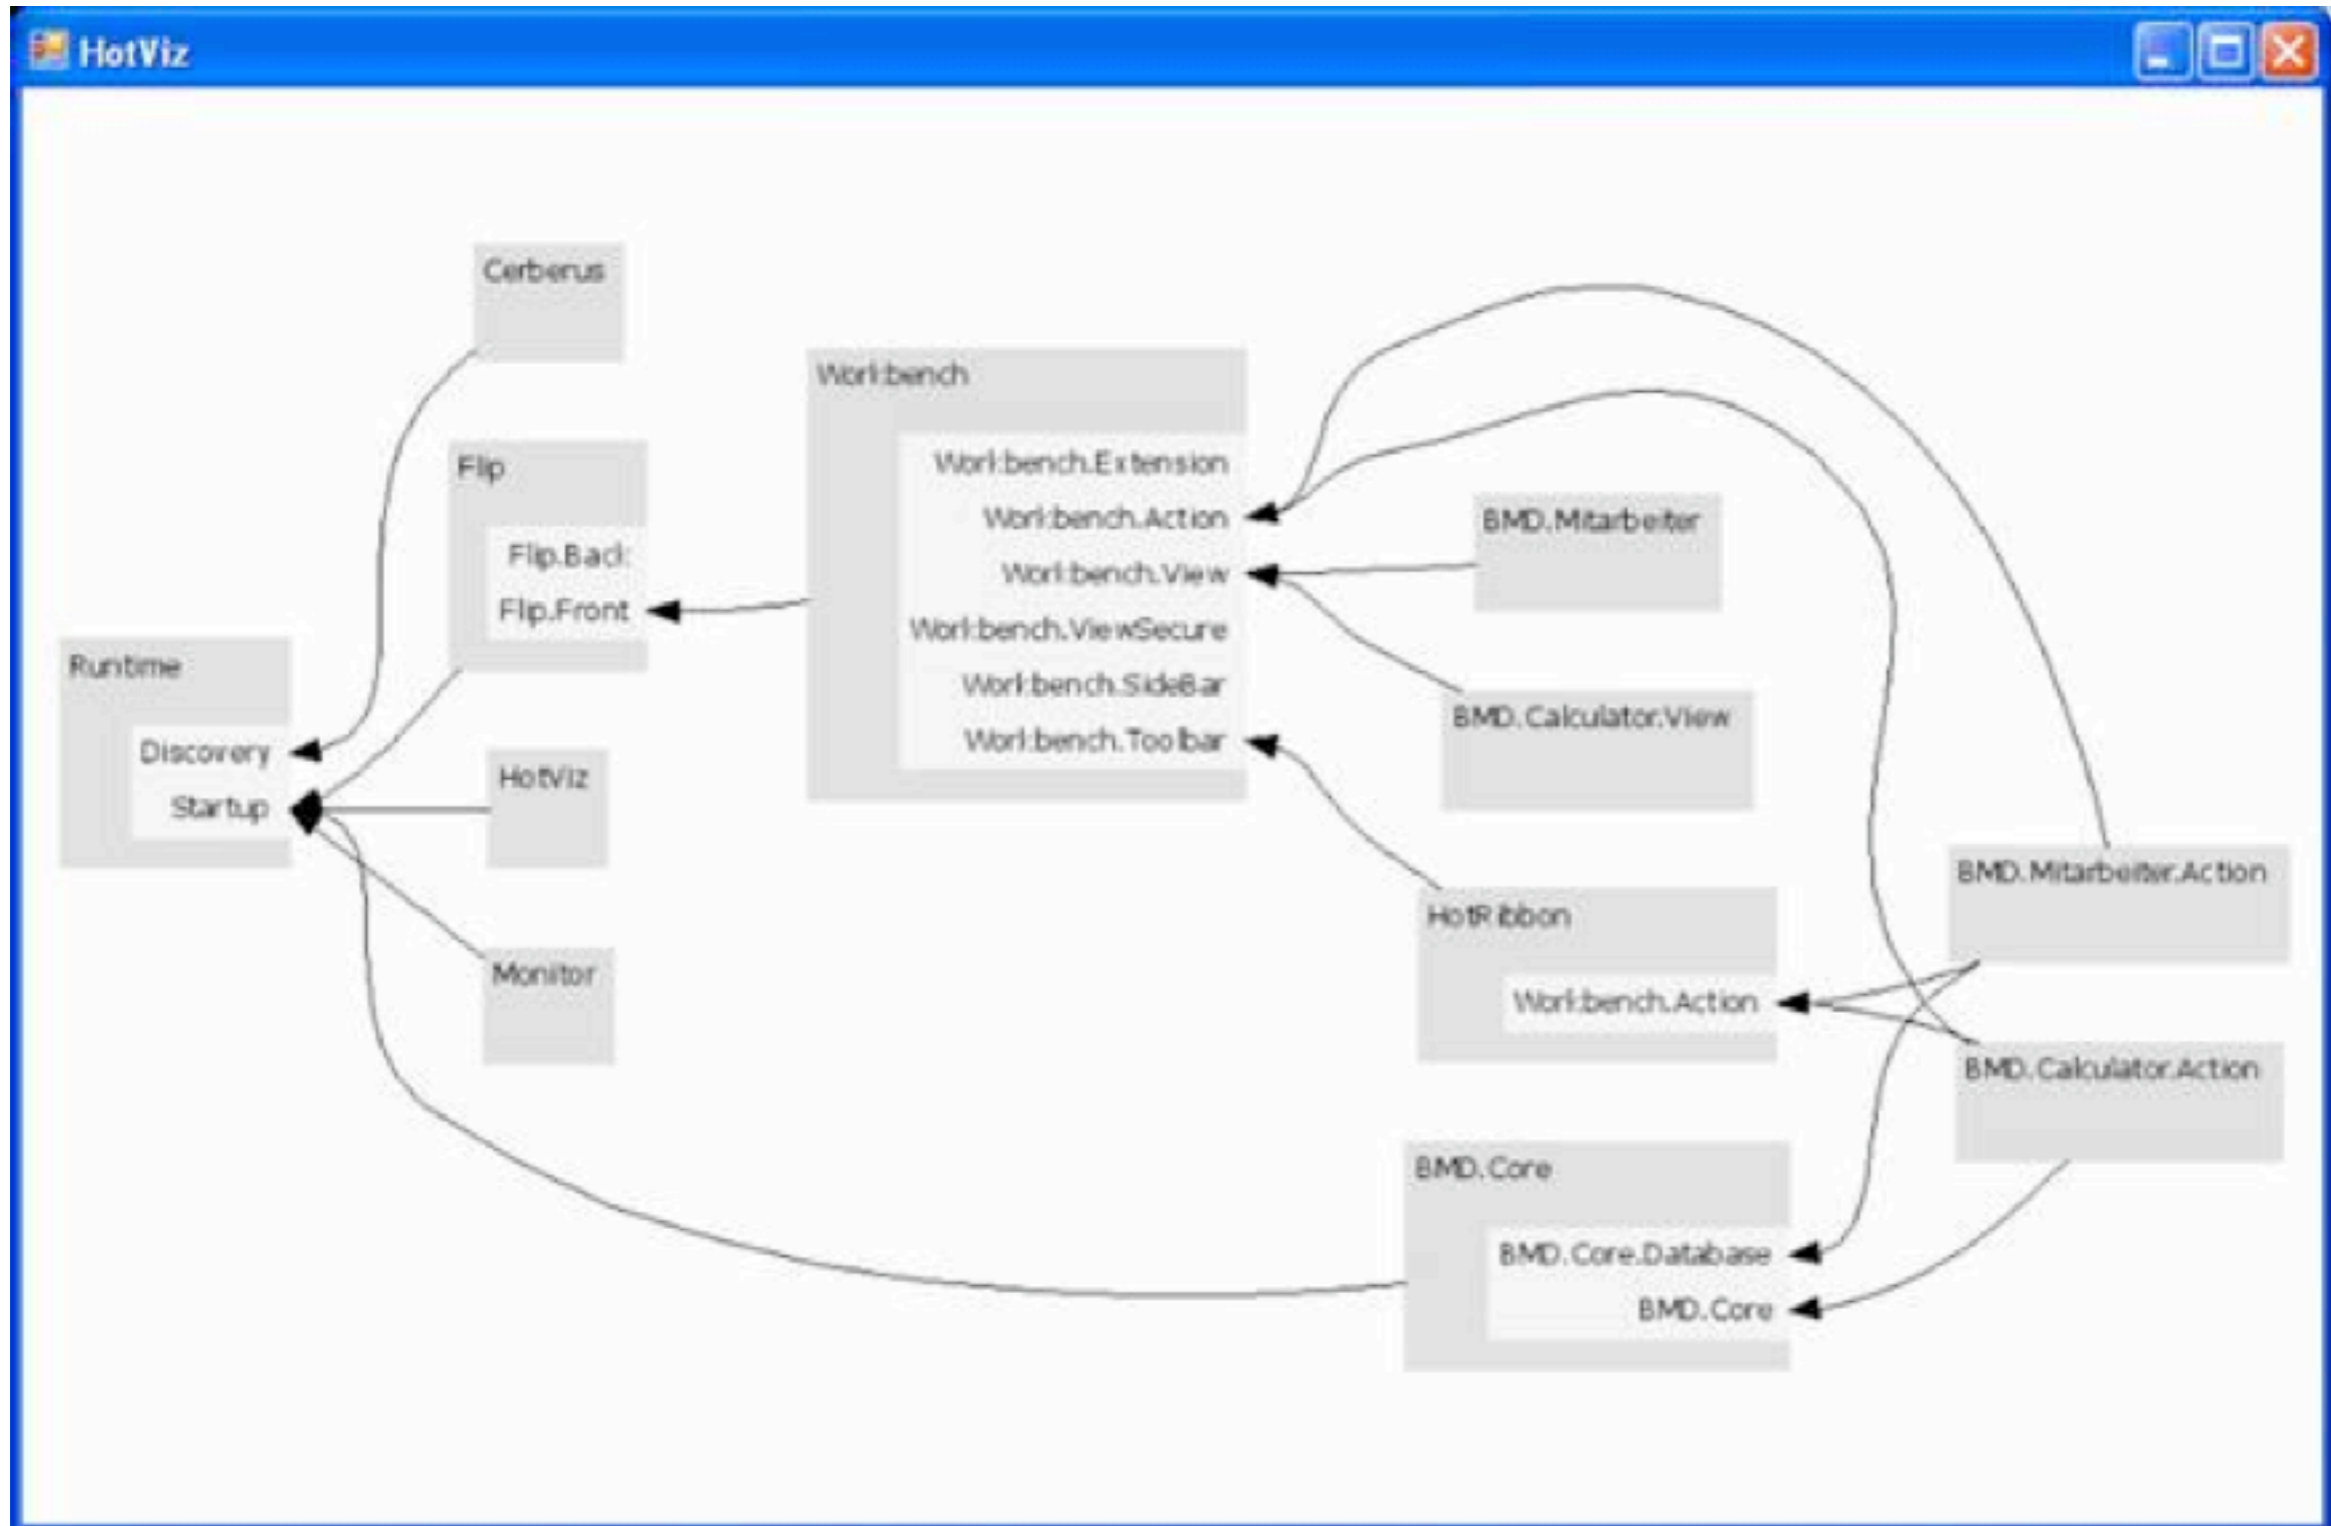 HotViz
Cerberus
Workbench
Workbench.Extension
Workbench.Action
Workbench.View
Workbench.ViewSecure
Workbench.SideBar
Workbench.Toolbar
Flip
Flip.Back
Flip.Front
Runtime
Discovery
Startup
HotViz
Monitor
BMD.Mitarbeiter
BMD.Calculator.View
HotRibbon
Workbench.Action
BMD.Mitarbeiter.Action
BMD.Calculator.Action
BMD.Core
BMD.Core.Database
BMD.Core